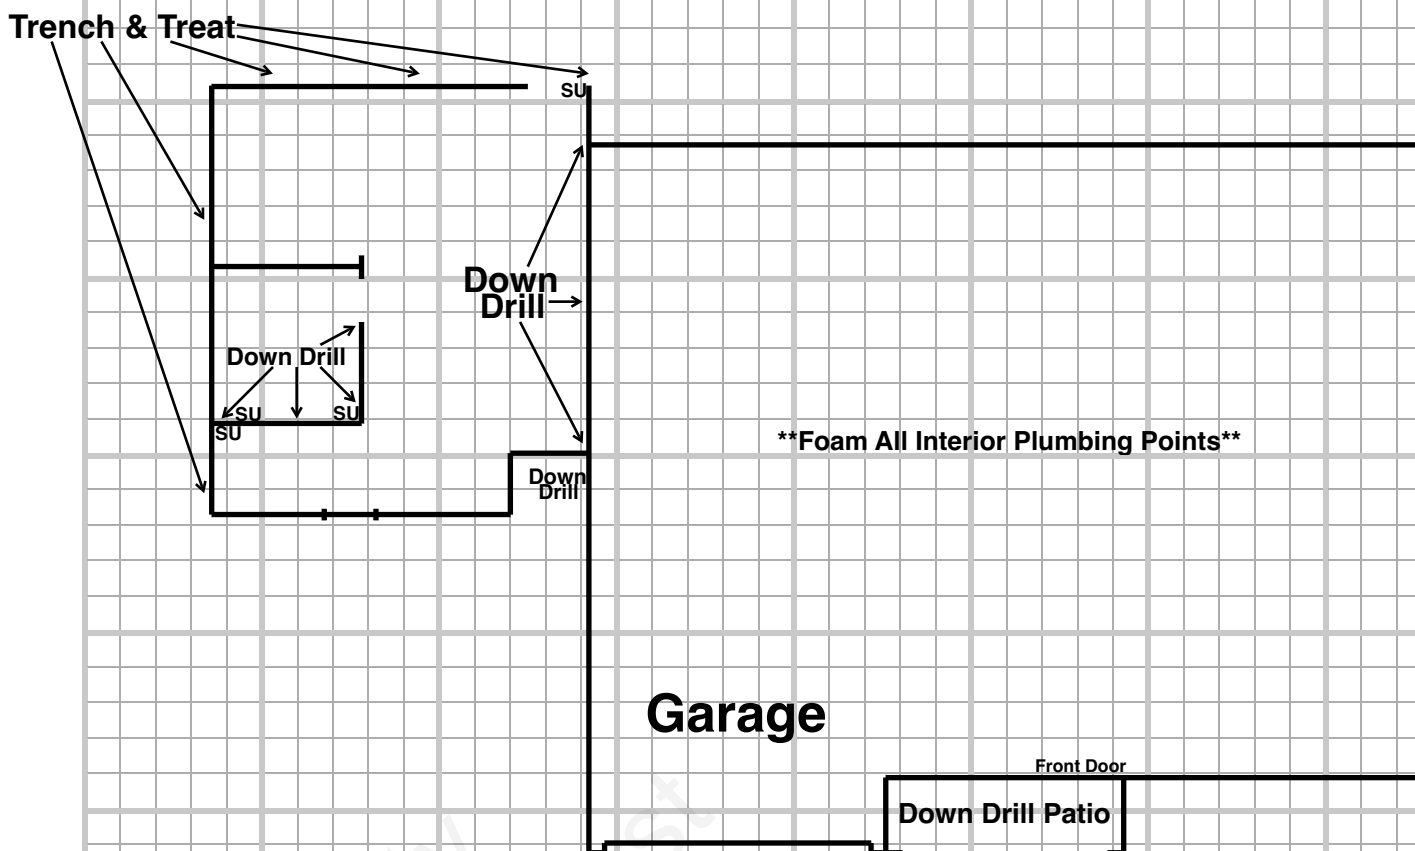 Trench & Treat
SU
Down
Drill
Down Drill
SU
SU
SU
**Foam All Interior Plumbing Points**
Down
Drill
Garage
Front Door
Down Drill Patio